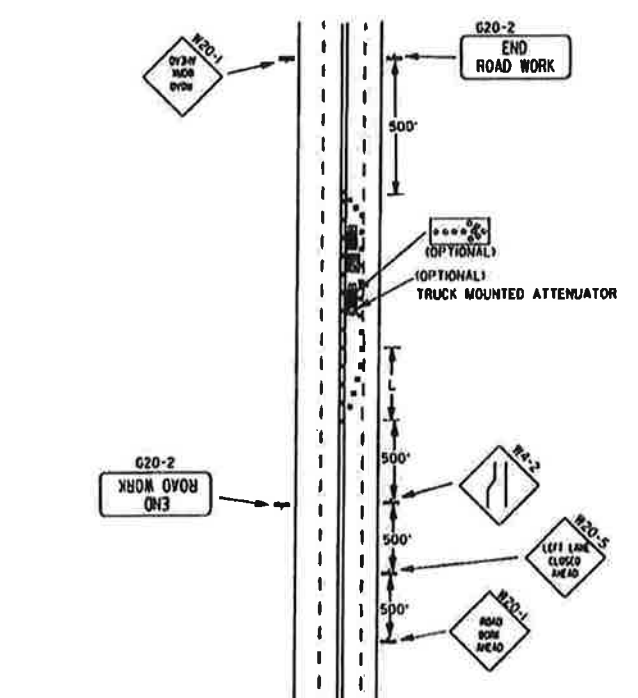 G20-2
END
ROAD WORK
W20-1
ROAD
WORK
AHEAD
500'
(OPTIONAL)
(OPTIONAL)
TRUCK MOUNTED ATTENUATOR
L
500'
W4-2
G20-2
END
ROAD WORK
500'
W20-5
LEFT LANE
CLOSED
AHEAD
500'
W20-1
ROAD
WORK
AHEAD